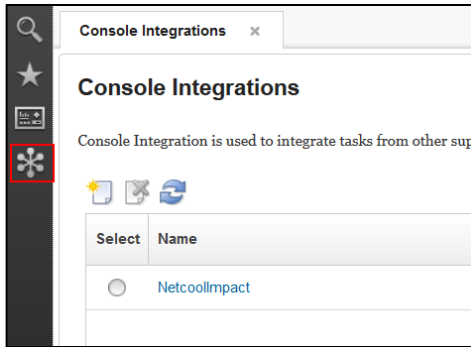 Console Integrations ×
Console Integrations
Console Integration is used to integrate tasks from other sup
Select Name
NetcoolImpact